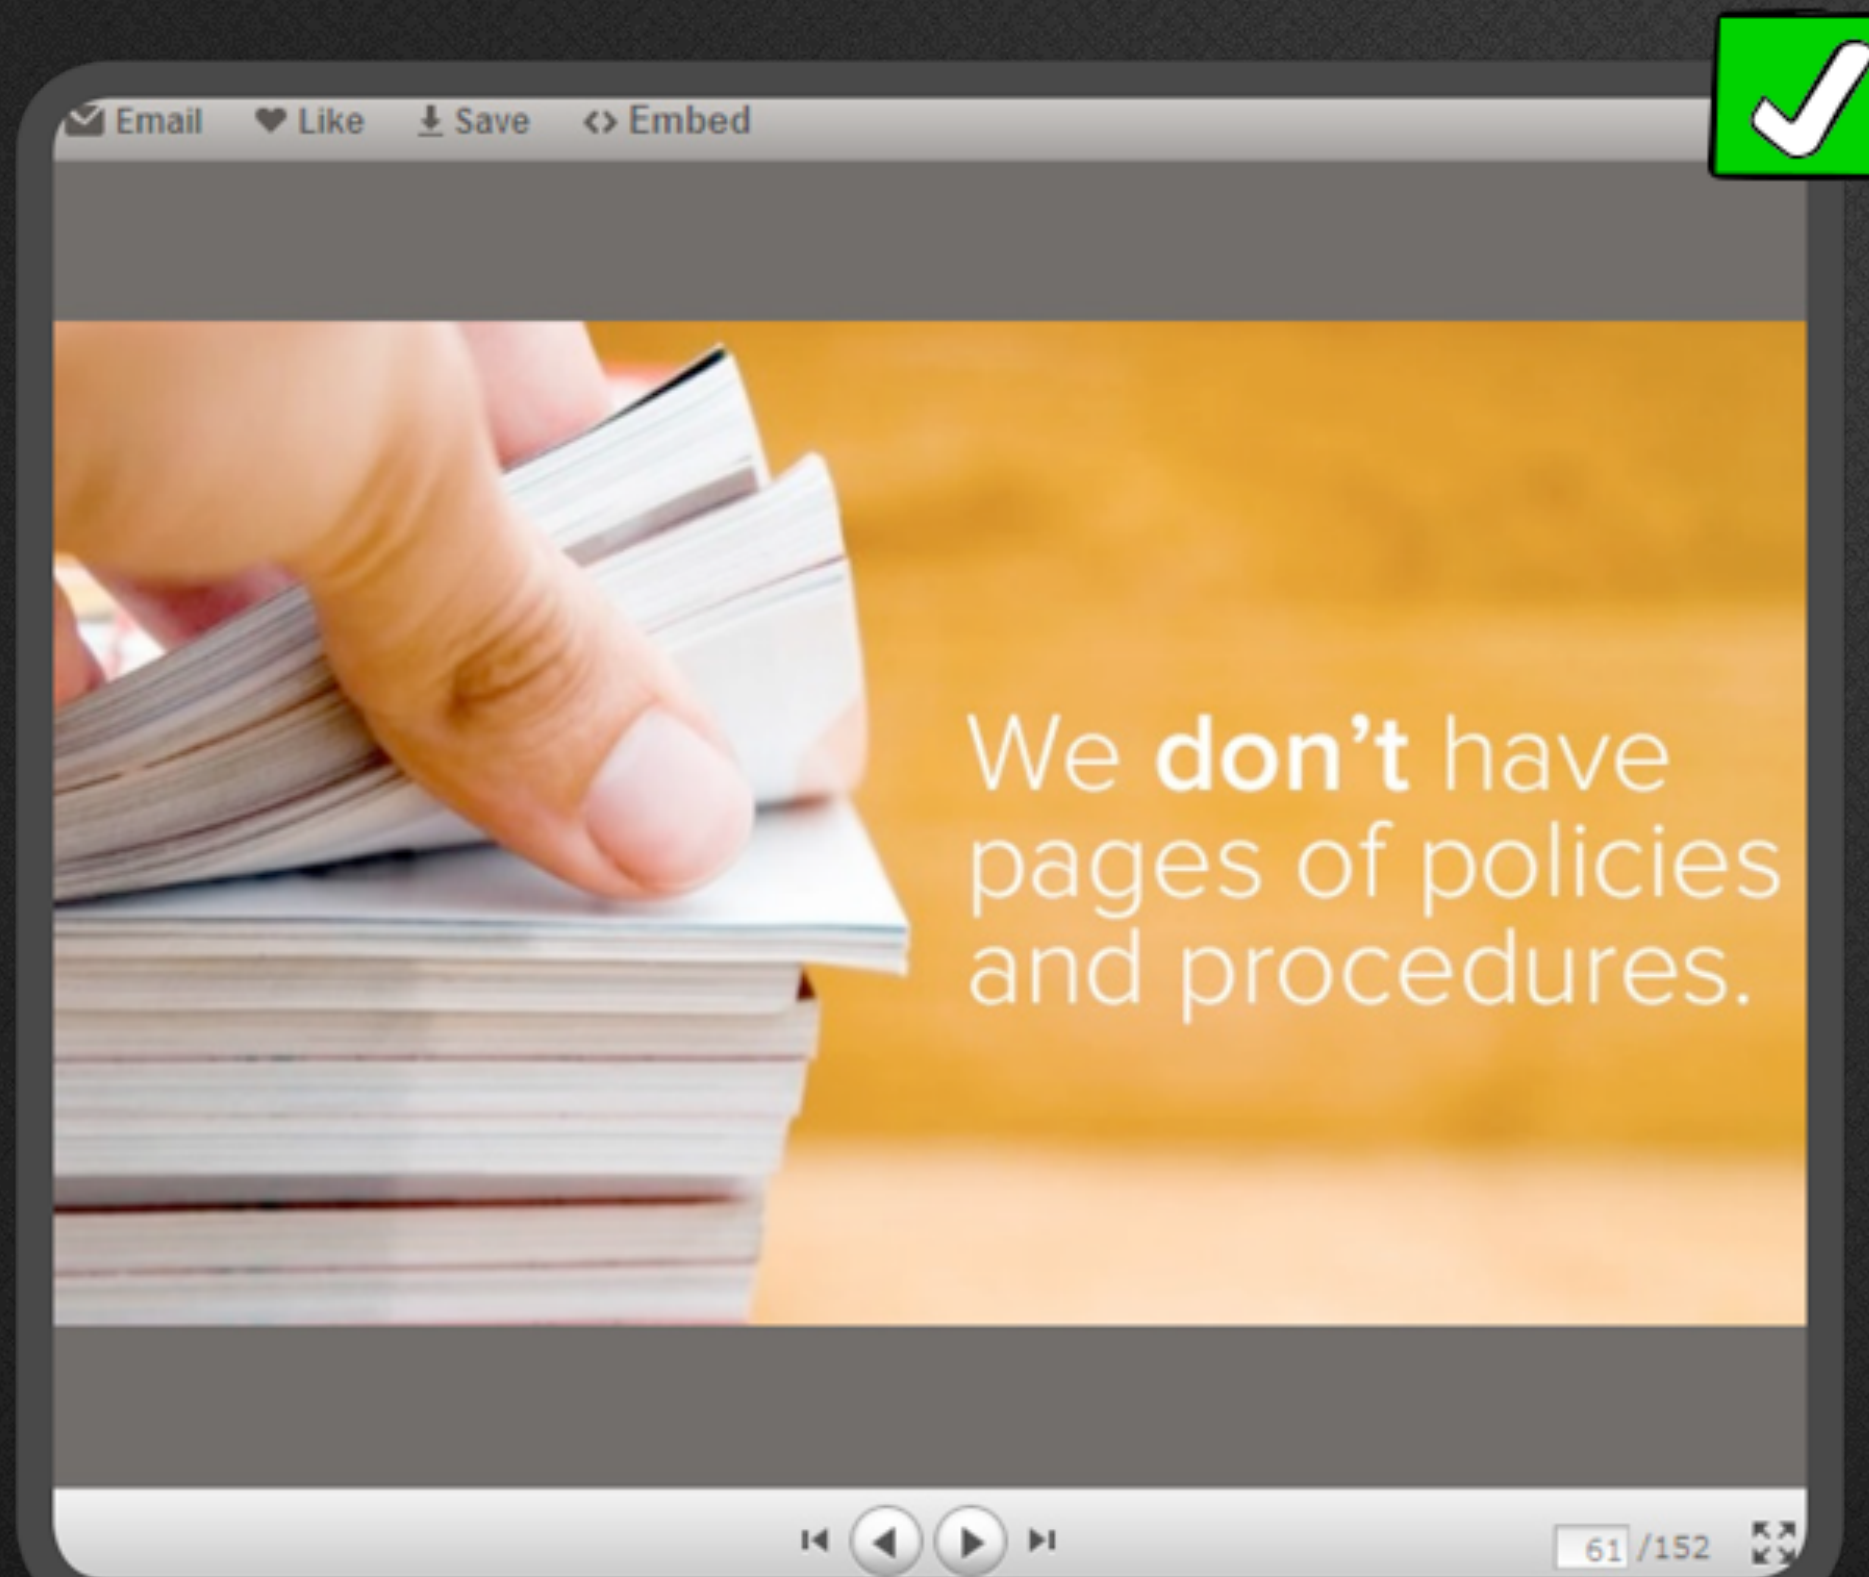 Email Like Save Embed
We don't have
pages of policies
and procedures.
61 /152